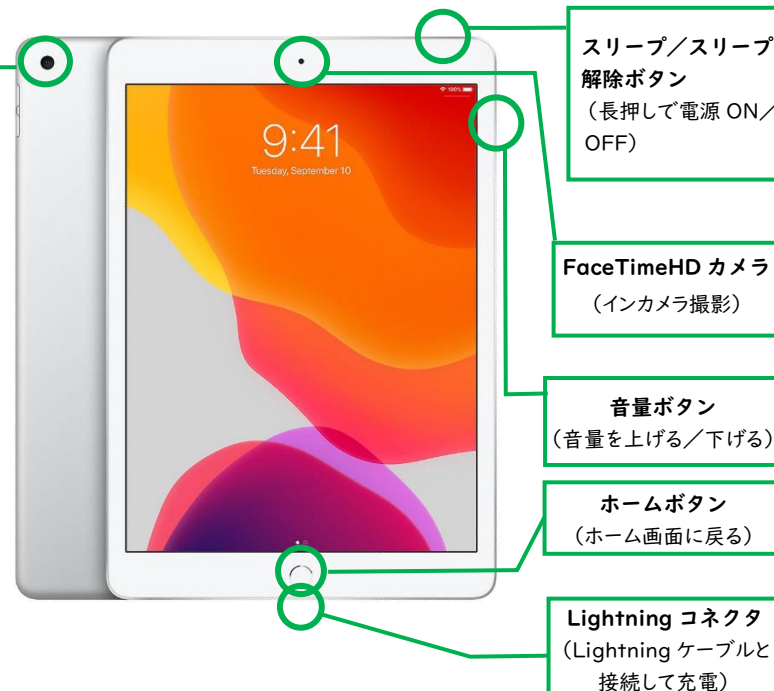 スリープ／スリープ
解除ボタン
（長押しで電源 ON／
OFF）
100%
9:41
Tuesday, September 10
FaceTimeHD カメラ
（インカメラ撮影）
音量ボタン
（音量を上げる／下げる）
ホームボタン
（ホーム画面に戻る）
Lightning コネクタ
（Lightning ケーブルと
接続して充電）